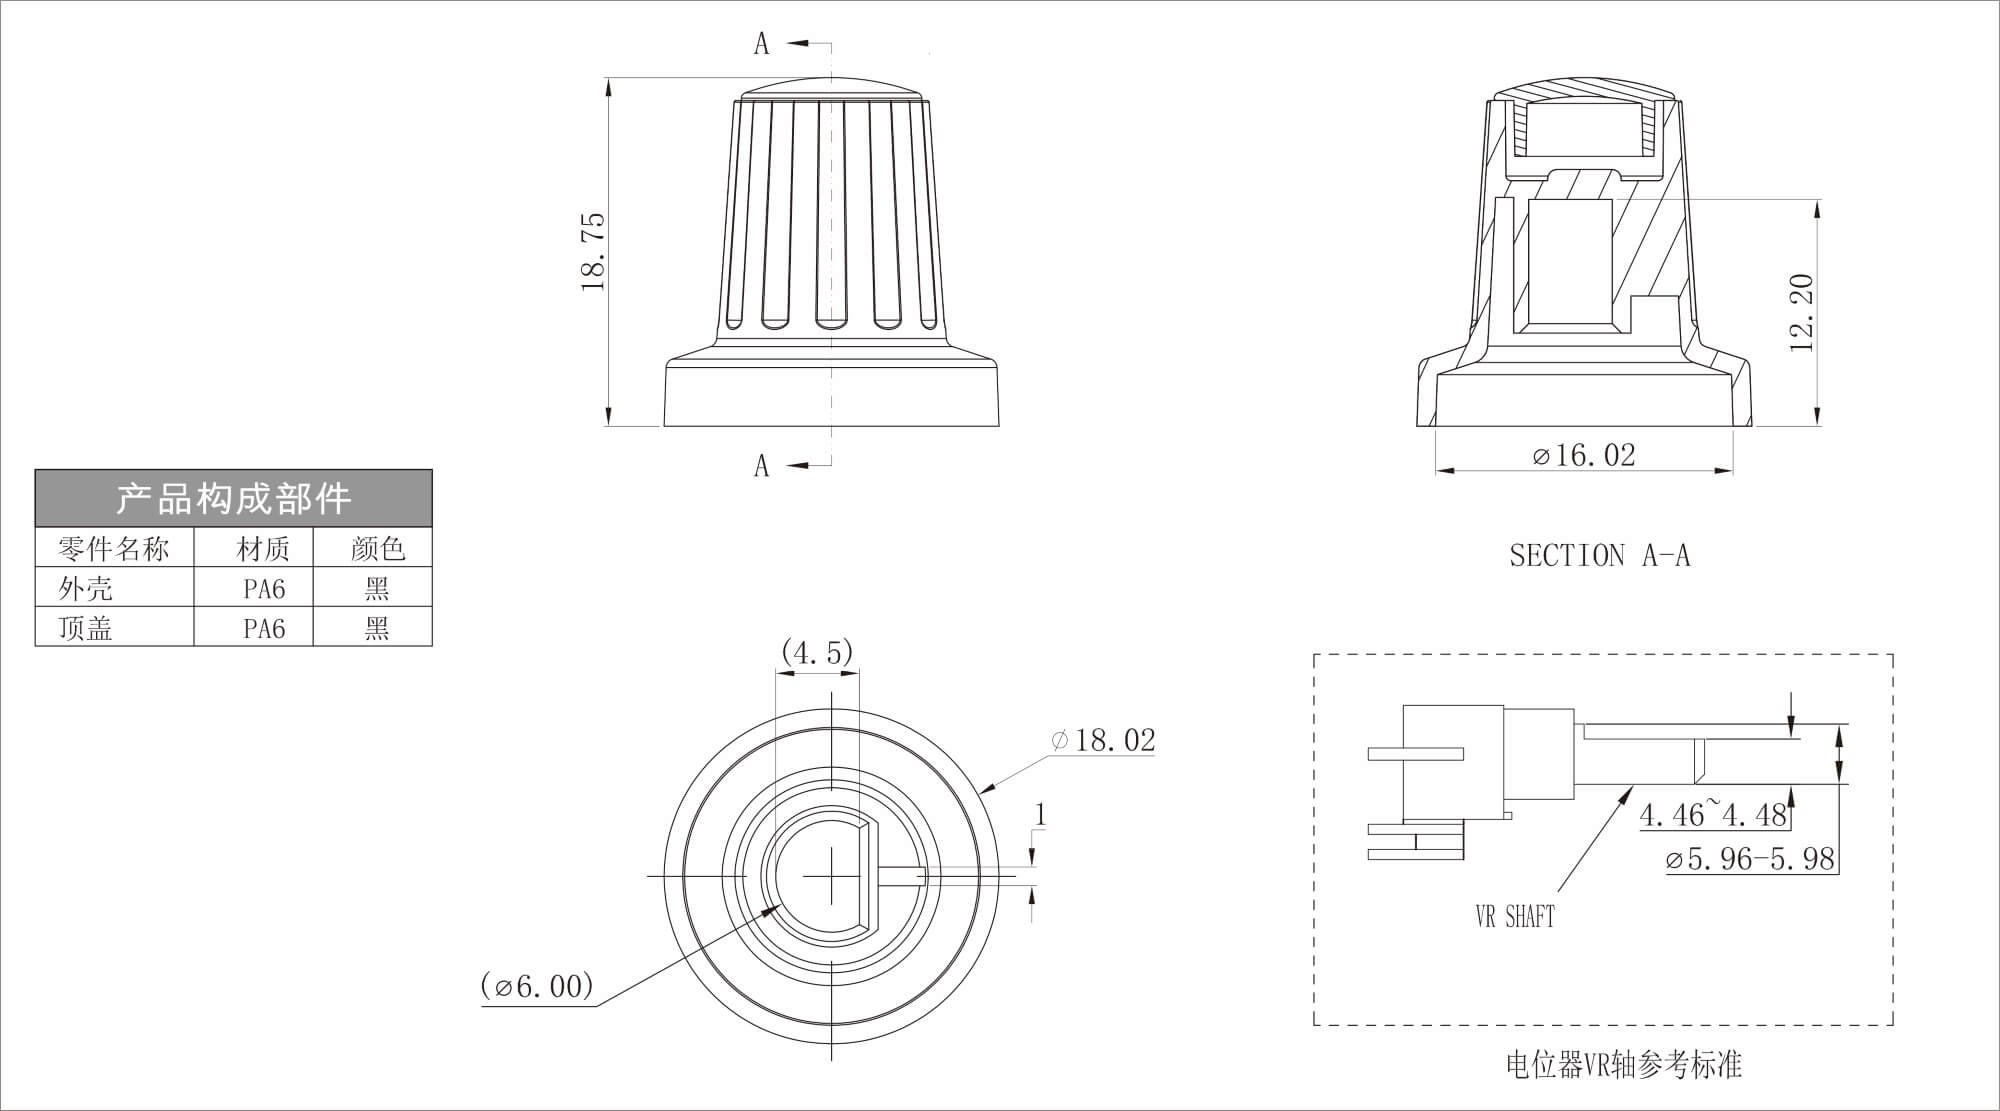 A
18.75
A
12.20
⌀16.02
SECTION A-A
产品构成部件
零件名称 材质 颜色
外壳 PA6 黑
顶盖 PA6 黑
(4.5)
⌀18.02
1
(⌀6.00)
4.46~4.48
⌀5.96-5.98
VR SHAFT
电位器VR轴参考标准